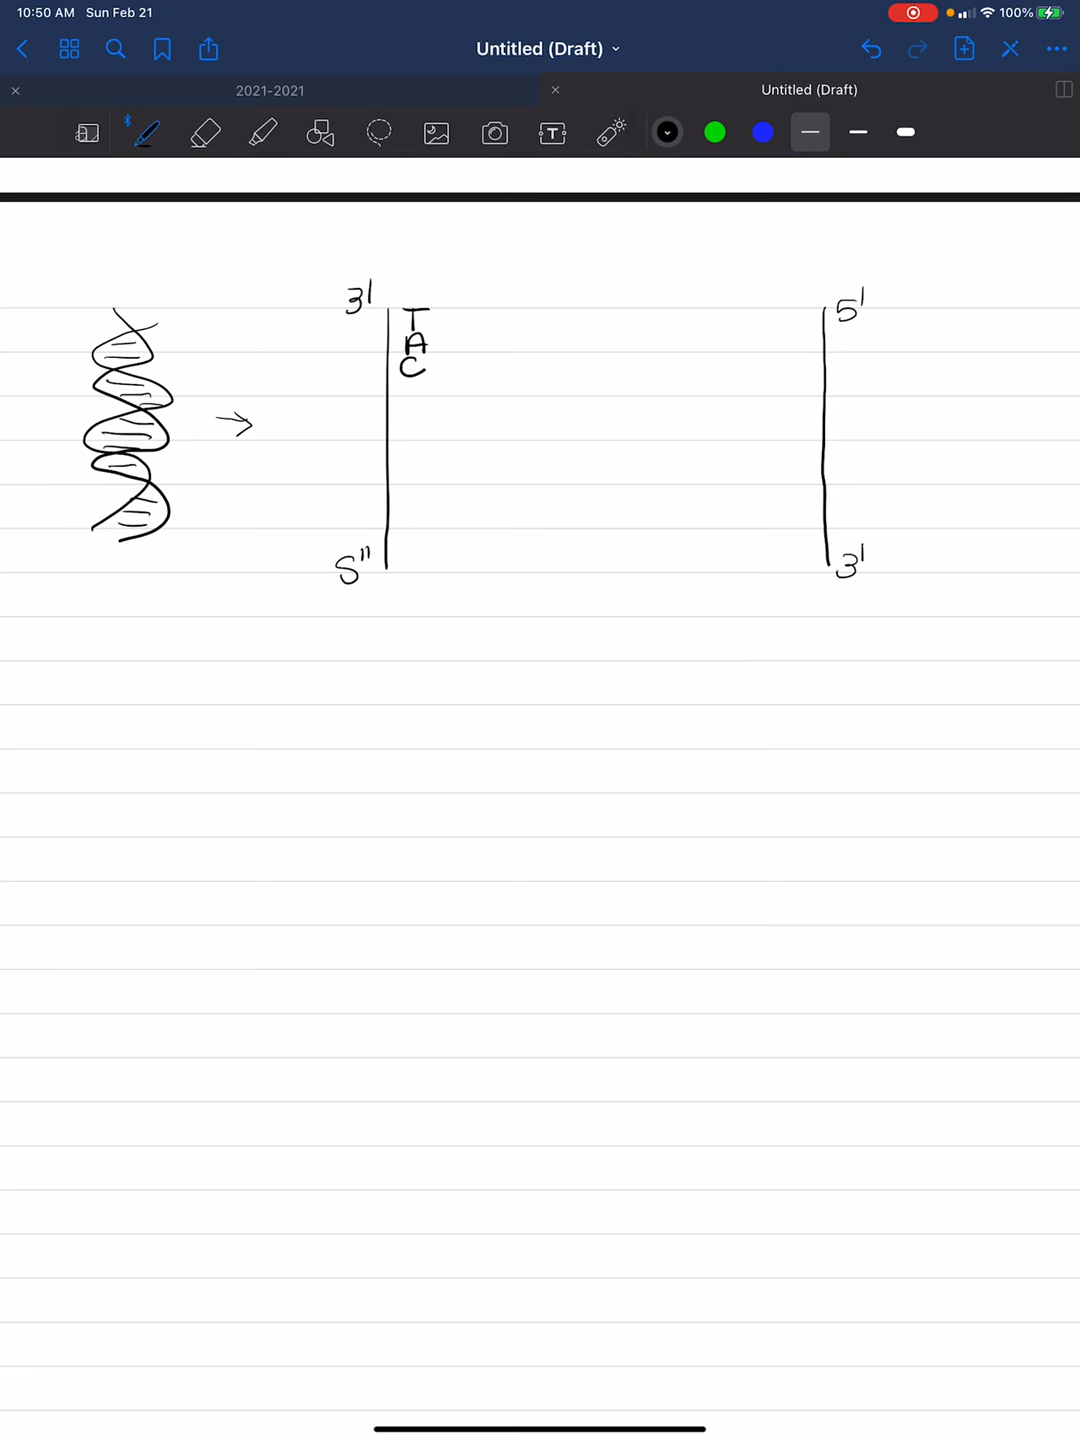 10:50 AM Sun Feb 21
100%
Untitled (Draft)
2021-2021
Untitled (Draft)
3'
T
A
C
5''
5'
3'